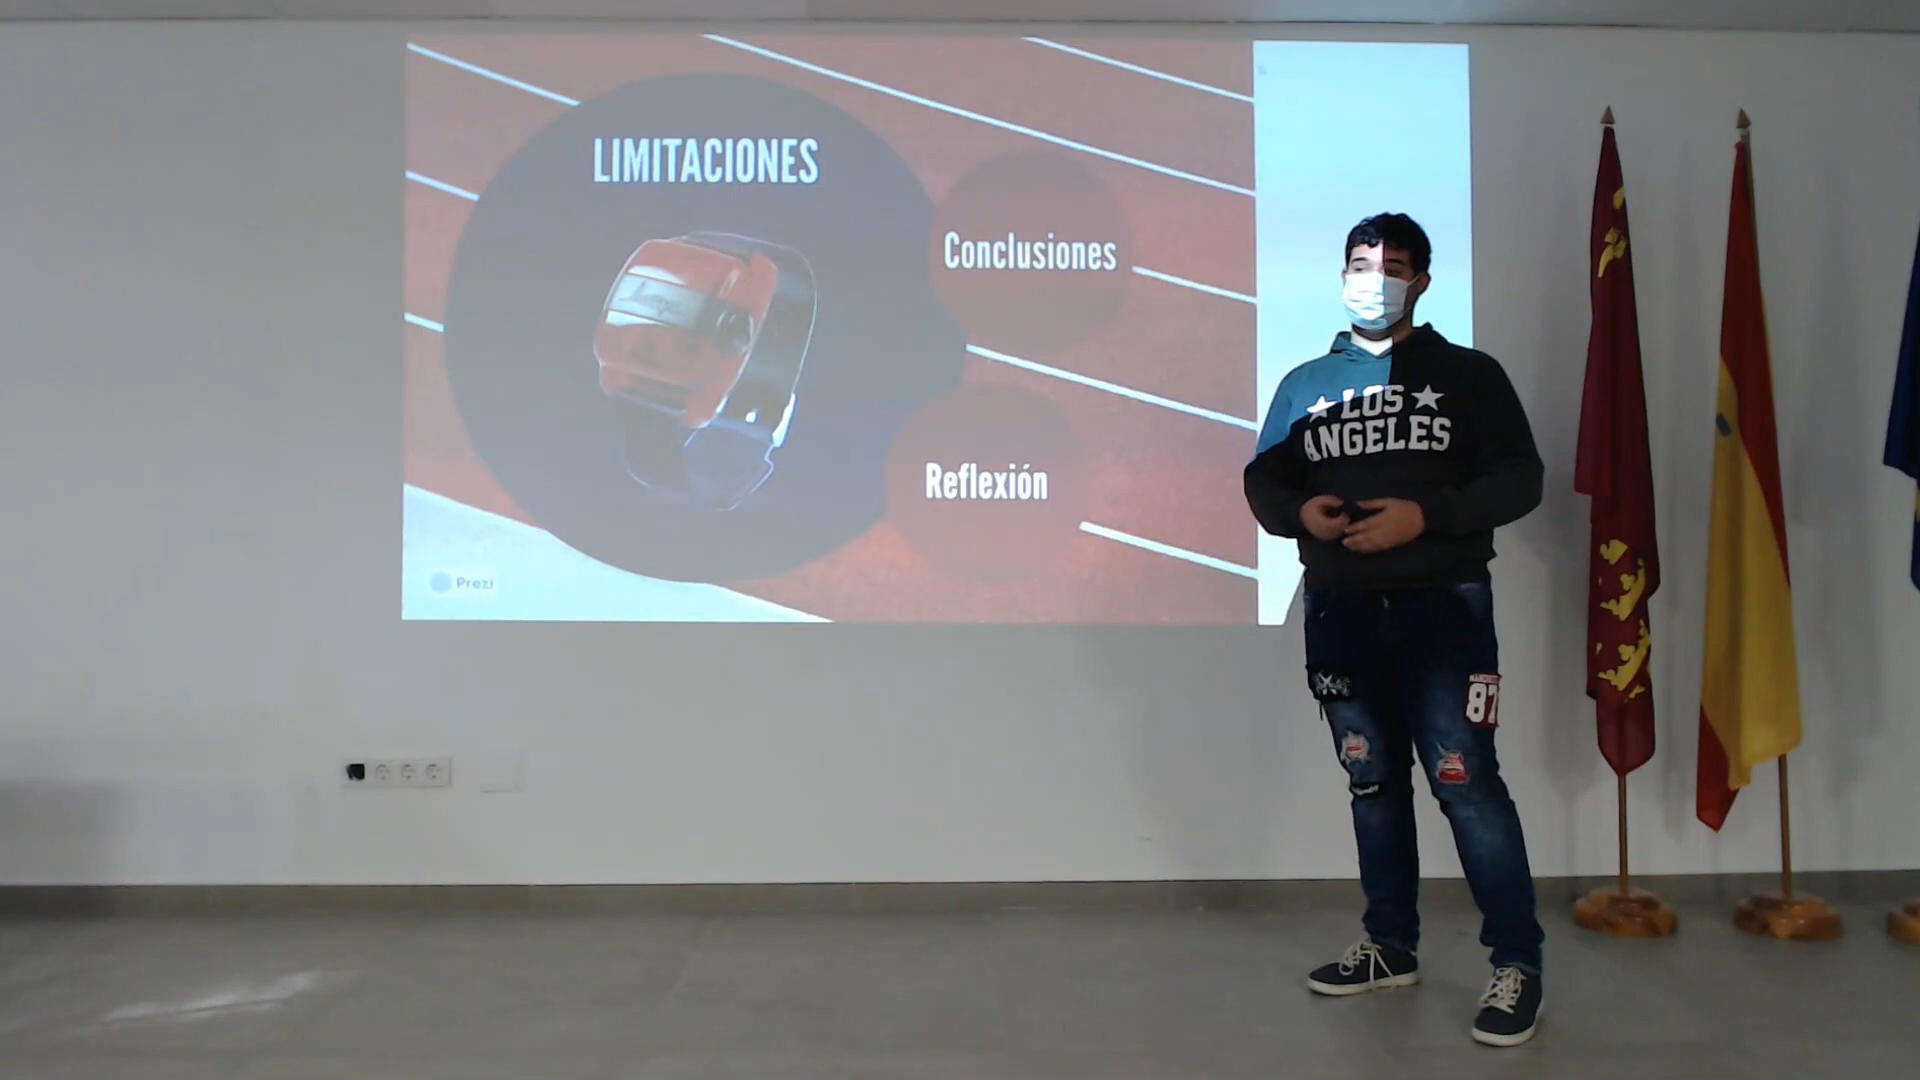 LIMITACIONES
Conclusiones
Reflexión
Prezi
LOS
ANGELES
87